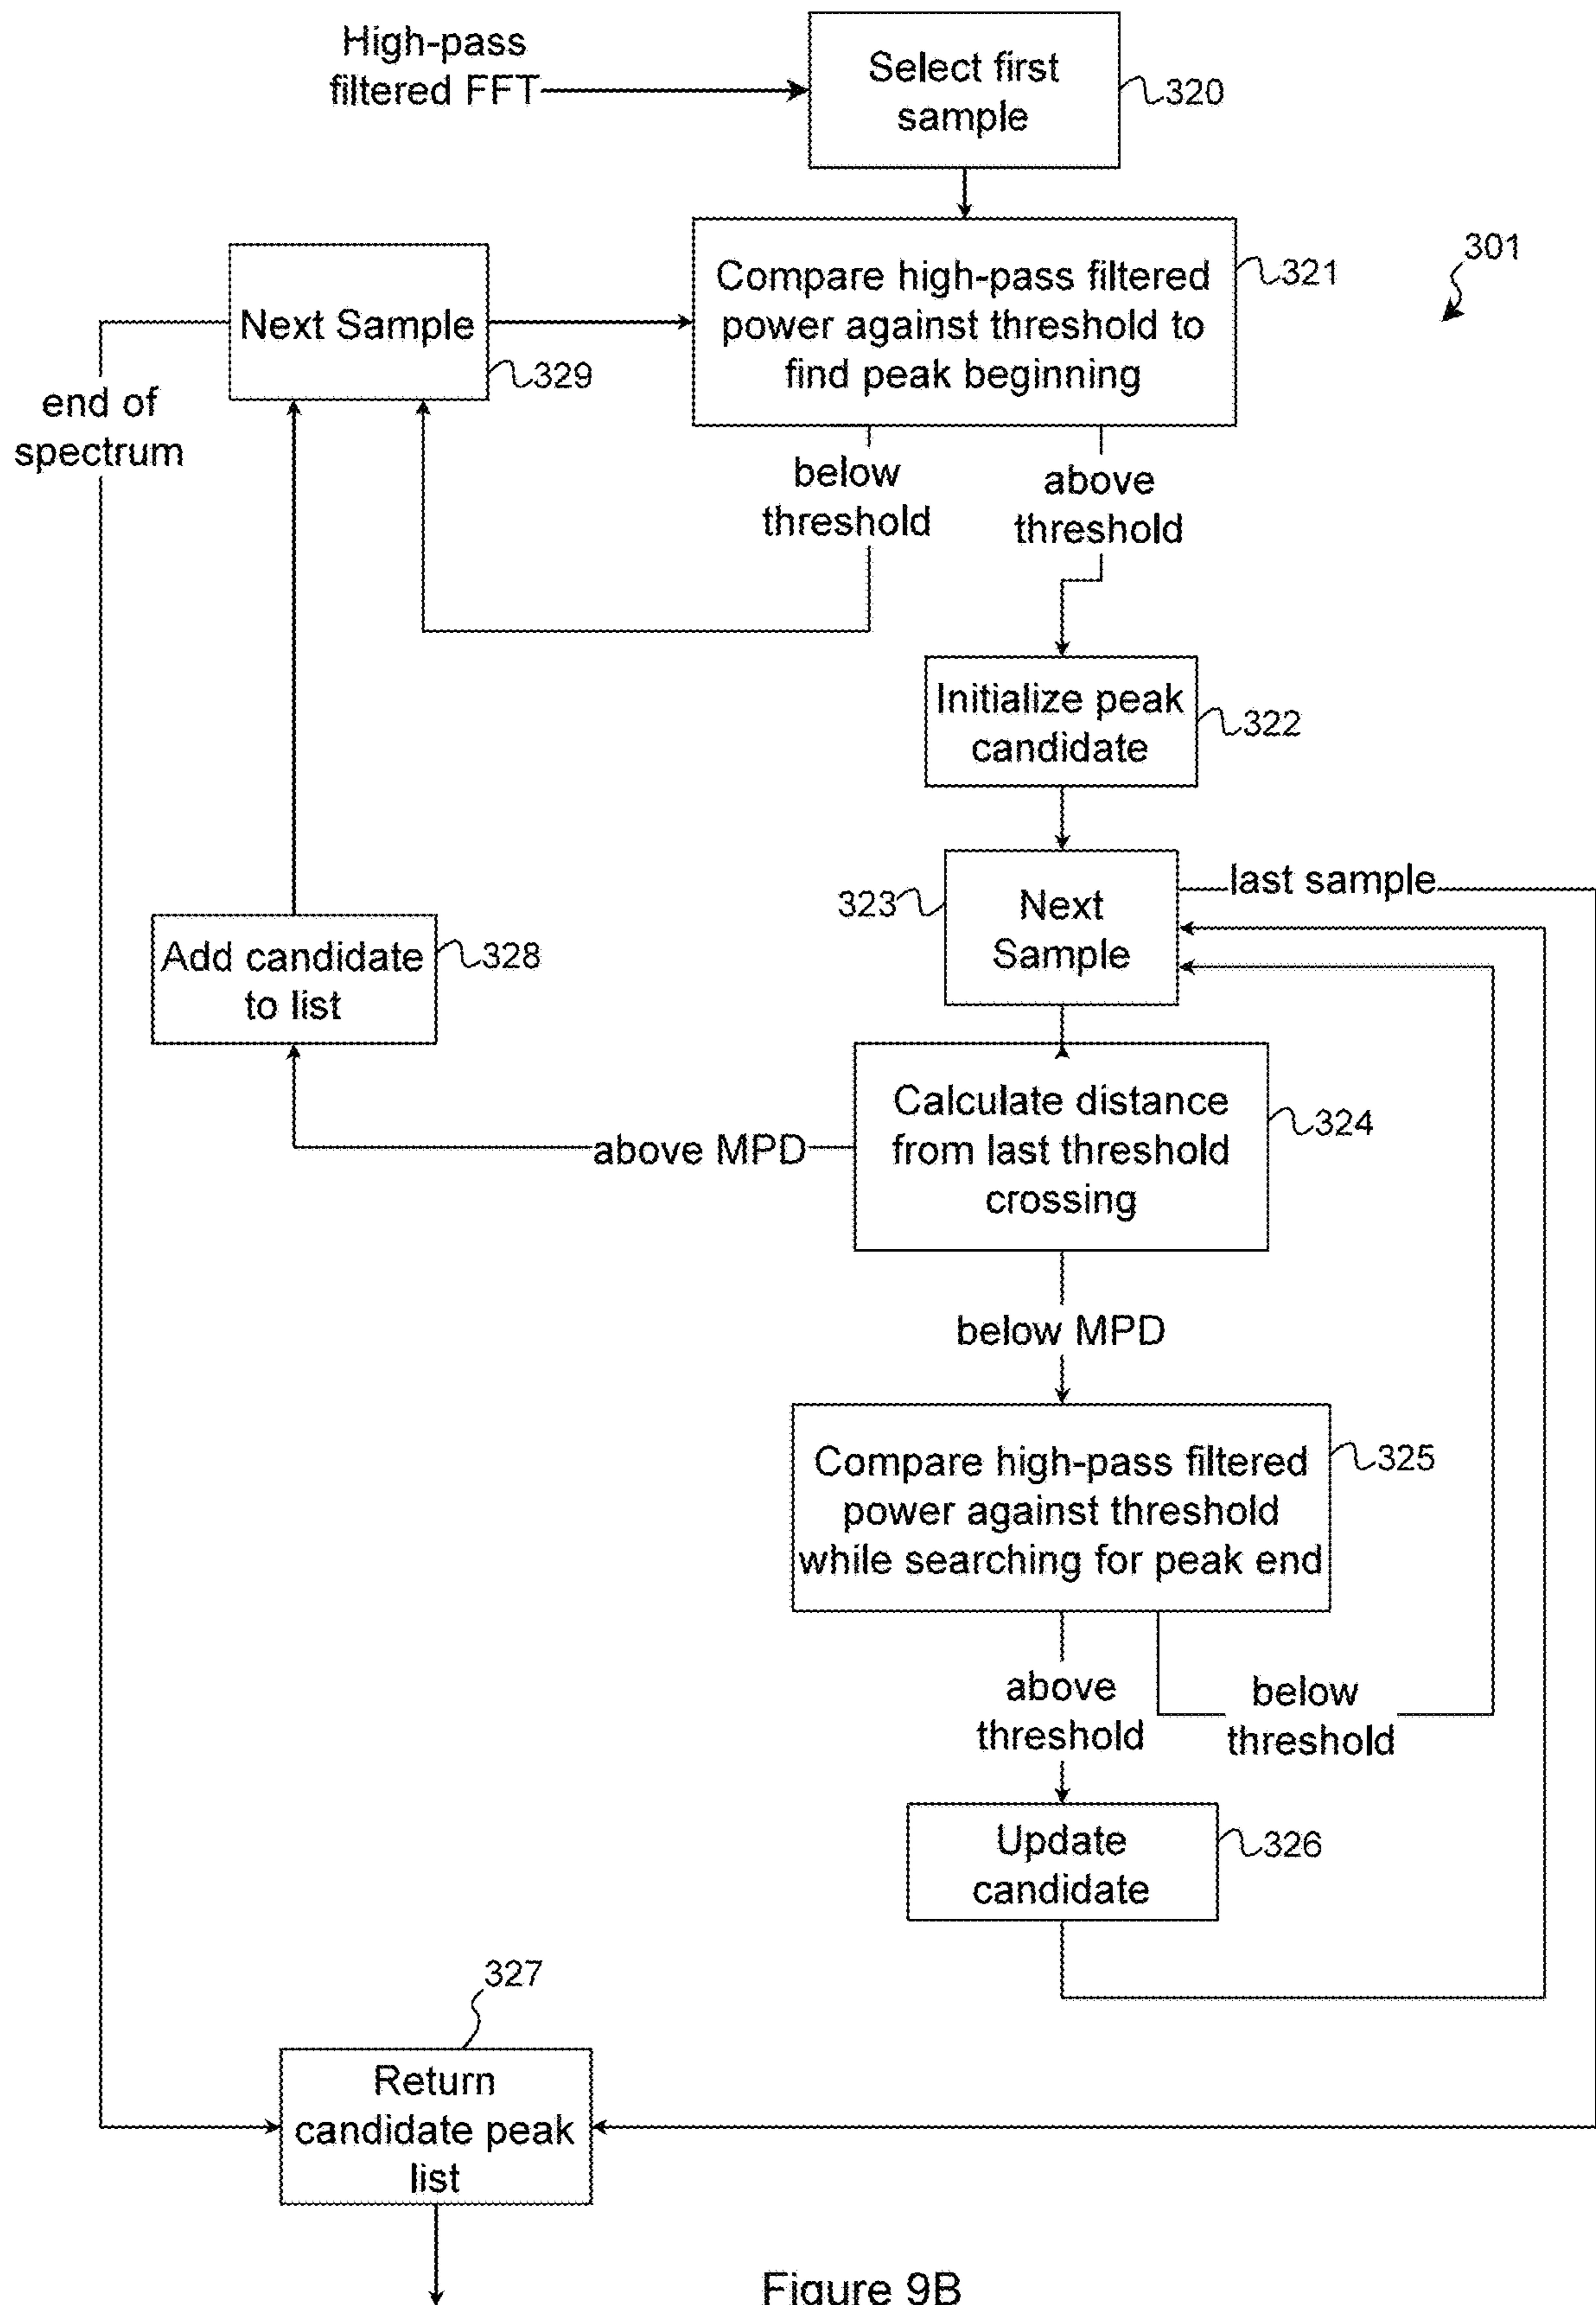 High-pass
filtered FFT
Select first
sample
320
301
Next Sample
329
Compare high-pass filtered
power against threshold to
find peak beginning
321
end of
spectrum
below
threshold
above
threshold
Initialize peak
candidate
322
323
Next
Sample
last sample
Add candidate
to list
328
Calculate distance
from last threshold
crossing
324
above MPD
below MPD
Compare high-pass filtered
power against threshold
while searching for peak end
325
above
threshold
below
threshold
Update
candidate
326
327
Return
candidate peak
list
Figure 9B